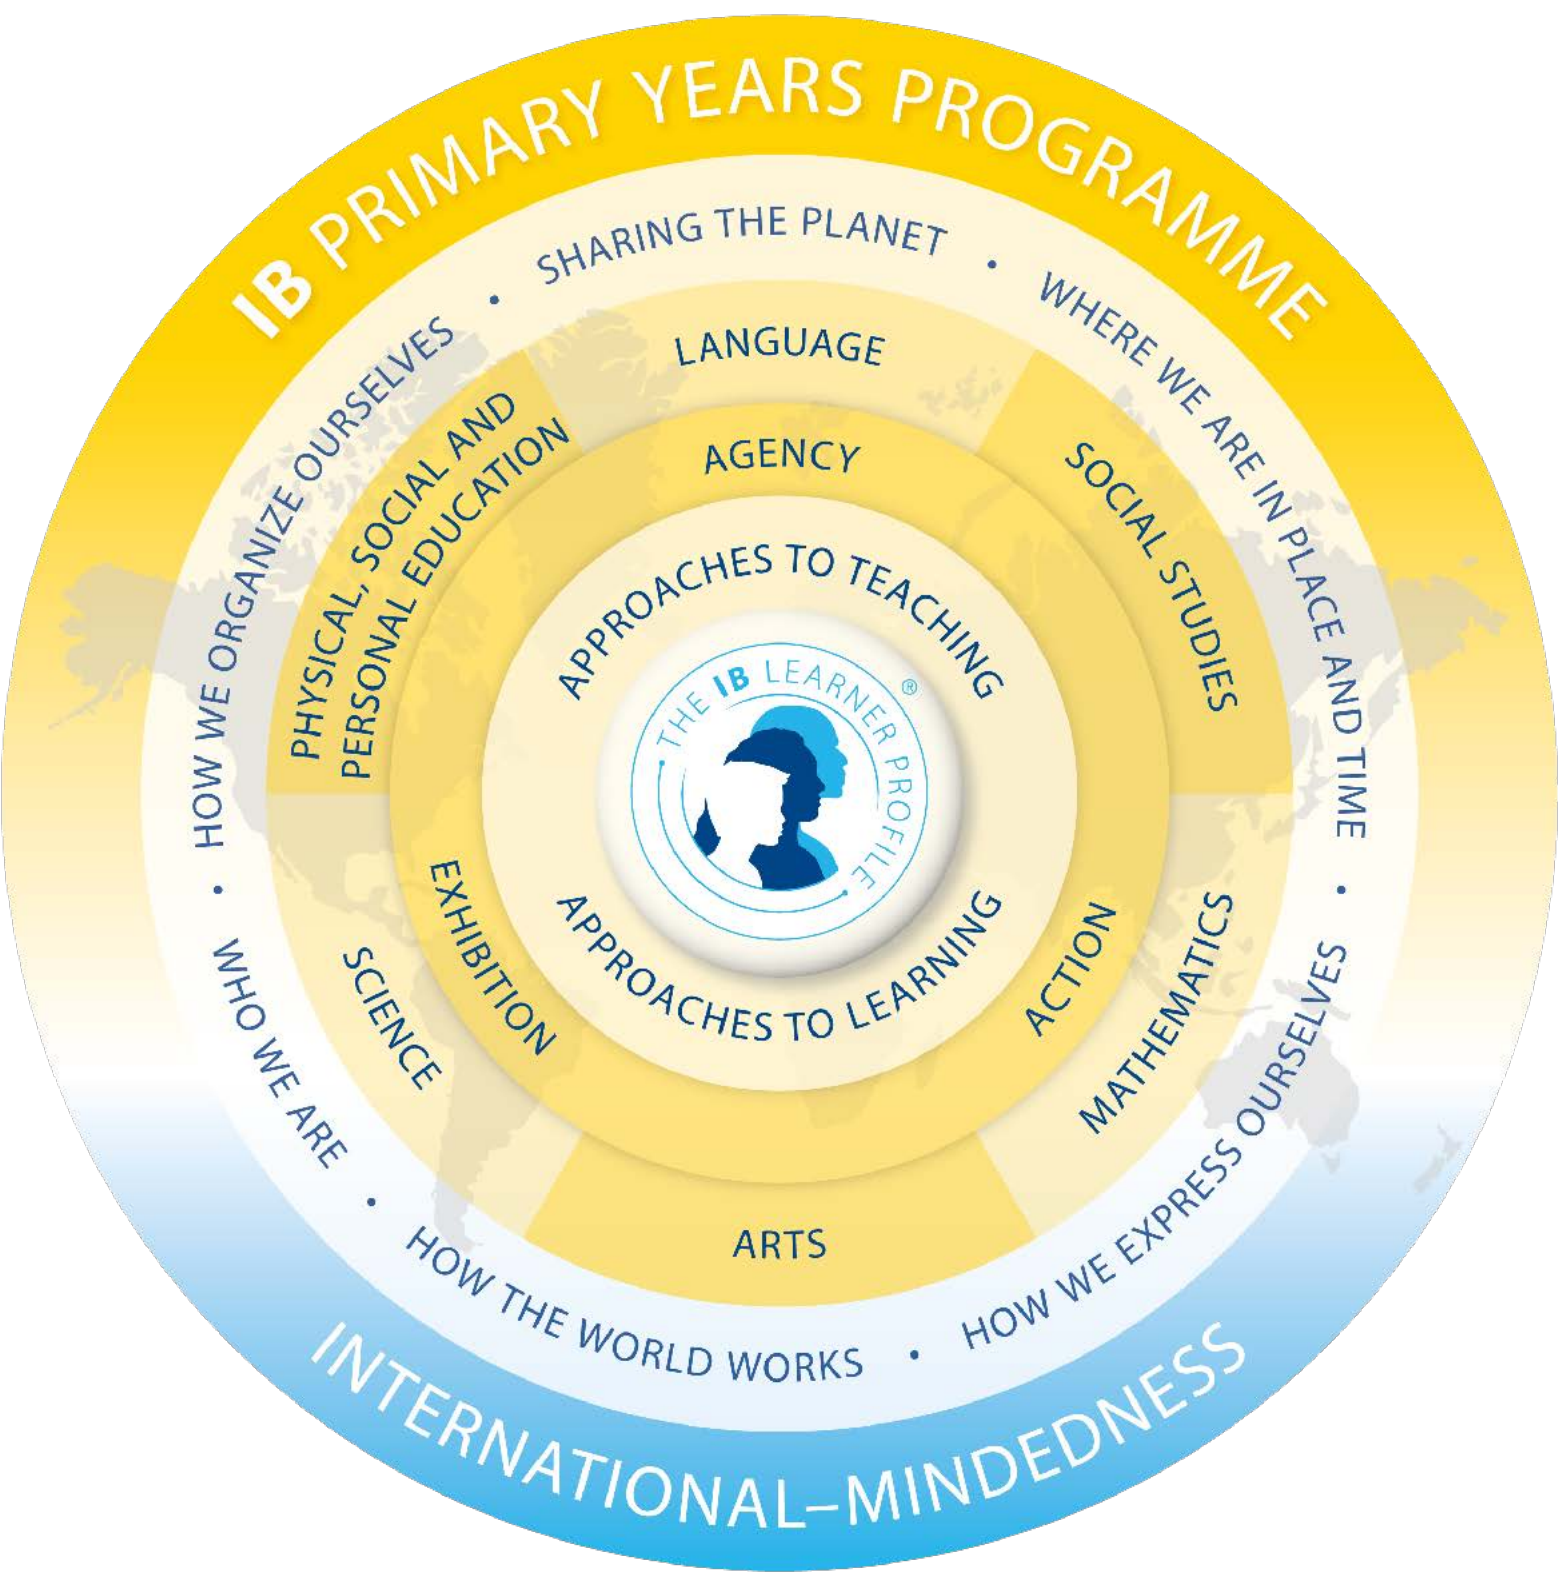 IB PRIMARY YEARS PROGRAMME
SHARING THE PLANET
•
WHERE WE ARE IN PLACE AND TIME
•
HOW WE EXPRESS OURSELVES
•
HOW THE WORLD WORKS
•
WHO WE ARE
•
HOW WE ORGANIZE OURSELVES
•
LANGUAGE
SOCIAL STUDIES
MATHEMATICS
ARTS
SCIENCE
PHYSICAL, SOCIAL AND
PERSONAL EDUCATION
AGENCY
ACTION
EXHIBITION
APPROACHES TO TEACHING
APPROACHES TO LEARNING
THE IB LEARNER PROFILE ®
INTERNATIONAL–MINDEDNESS